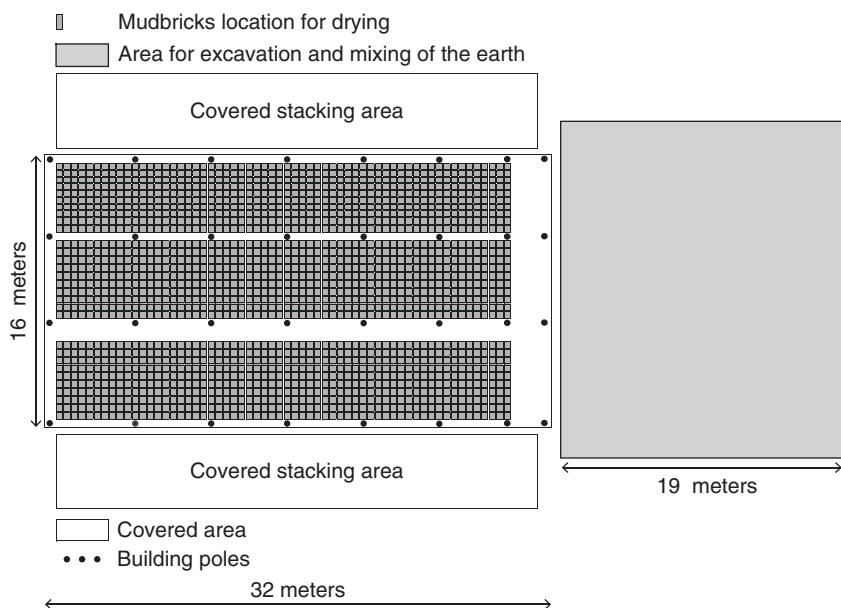 Mudbricks location for drying
Area for excavation and mixing of the earth
Covered stacking area
16 meters
Covered stacking area
19 meters
Covered area
Building poles
32 meters